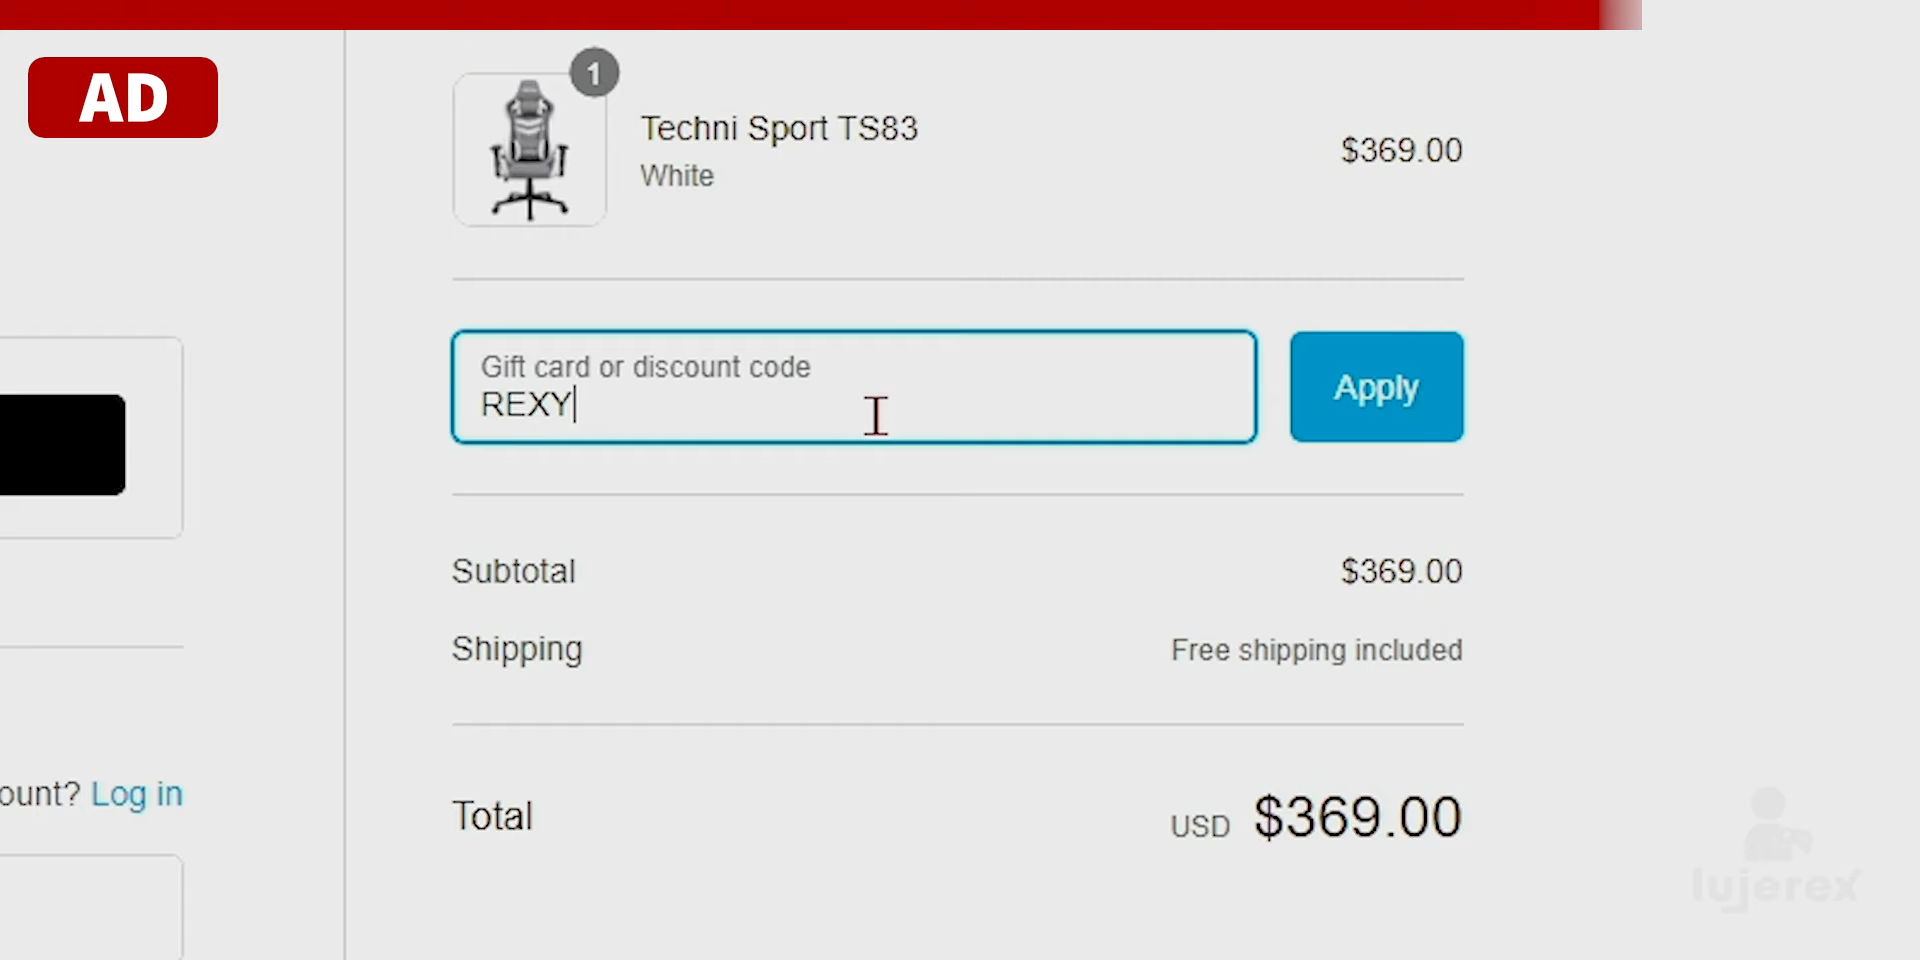 AD
1
Techni Sport TS83
White
$369.00
Gift card or discount code
REXY
Apply
Subtotal
$369.00
Shipping
Free shipping included
ount? Log in
Total
USD $369.00
lujerex